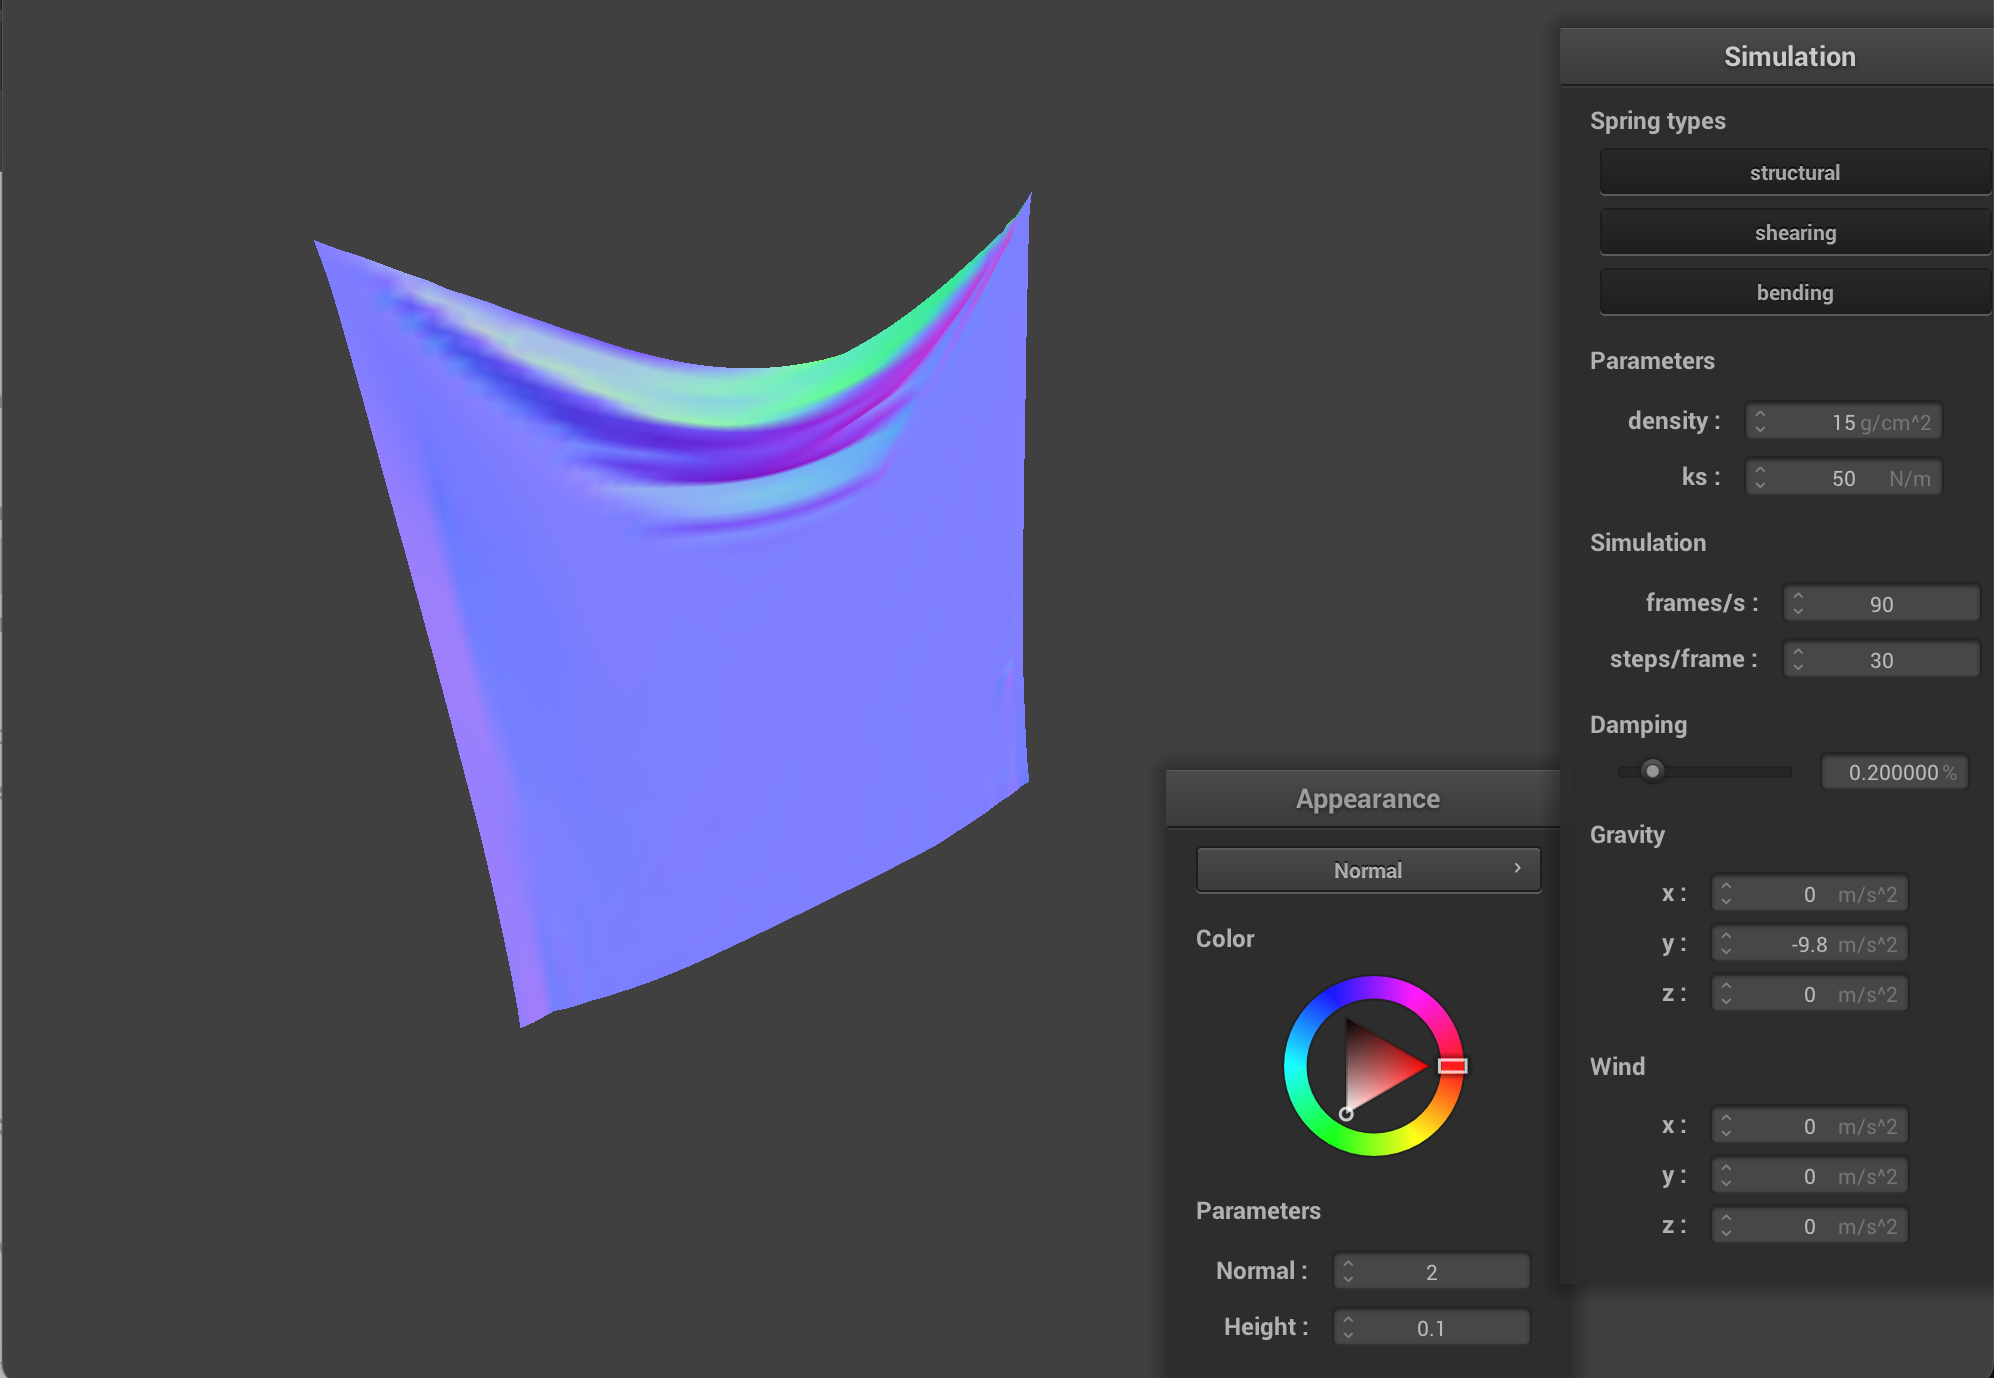 Simulation
Spring types
structural
shearing
bending
Parameters
density : 15 g/cm^2
ks : 50 N/m
Simulation
frames/s : 90
steps/frame : 30
Damping
0.200000 %
Gravity
x : 0 m/s^2
y : -9.8 m/s^2
z : 0 m/s^2
Wind
x : 0 m/s^2
y : 0 m/s^2
z : 0 m/s^2
Appearance
Normal
Color
Parameters
Normal : 2
Height : 0.1